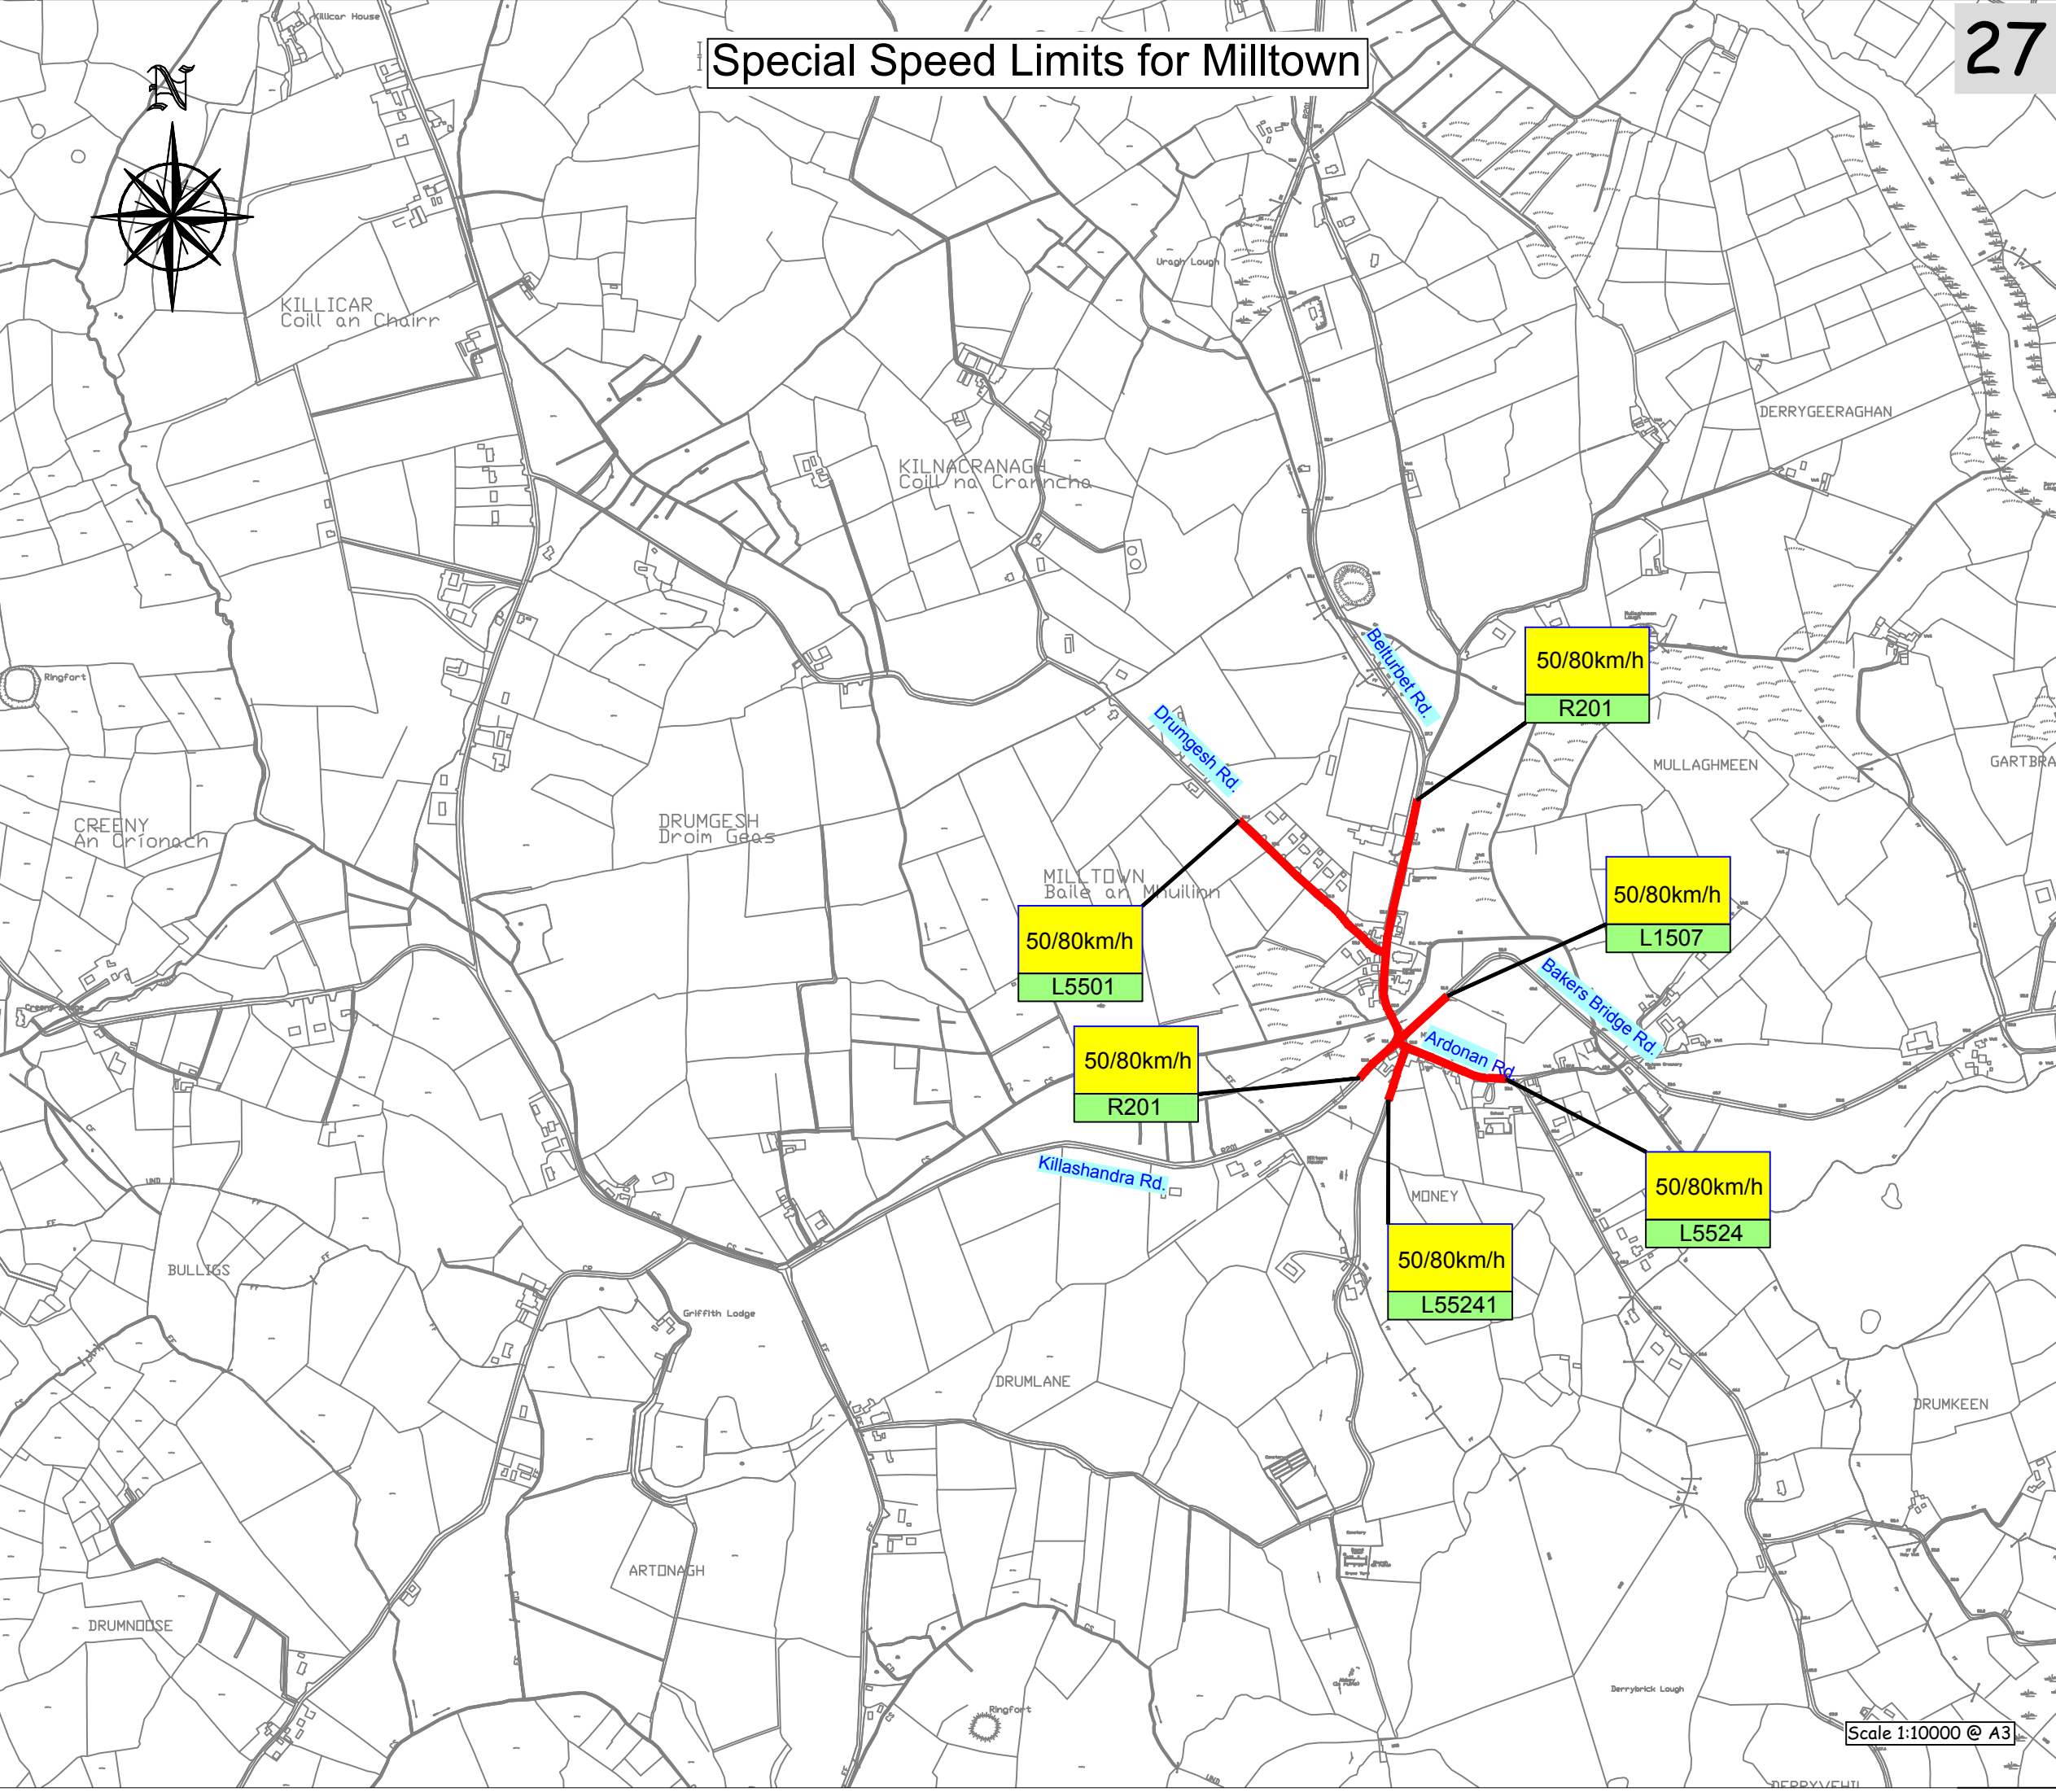 Killicar House
Special Speed Limits for Milltown
27
N
R201
Uragh Lough
KILLICAR
Coill an Chairr
DERRYGEERAGHAN
KILNACRANAGH
Coill na Cranncha
Ringfort
Belturbet Rd.
50/80km/h
R201
Drumgesh Rd.
MULLAGHMEEN
GARTBRA
CREENY
An Críonach
DRUMGESH
Droim Geas
MILLTOWN
Baile an Mhuilinn
50/80km/h
L1507
50/80km/h
L5501
Bakers Bridge Rd.
Ardonan Rd.
50/80km/h
R201
R201
Killashandra Rd.
50/80km/h
L5524
MONEY
50/80km/h
L55241
BULLIGS
Griffith Lodge
DRUMLANE
DRUMKEEN
ARTONAGH
DRUMNOOSE
Derrybrick Lough
Ringfort
Scale 1:10000 @ A3
DERRYVEHIL